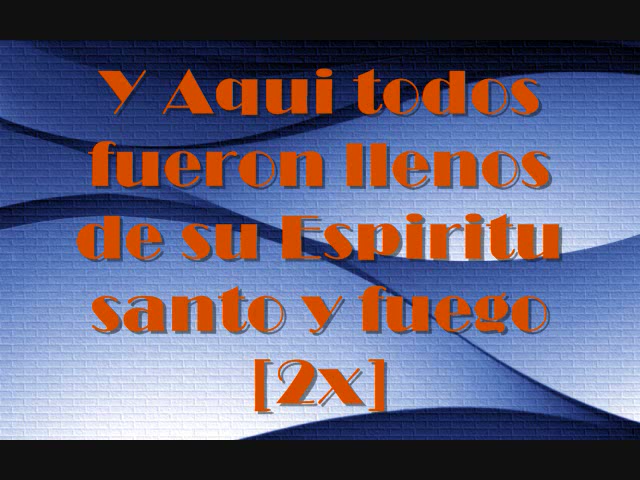 Y Aqui todos
fueron llenos
de su Espiritu
santo y fuego
[2x]